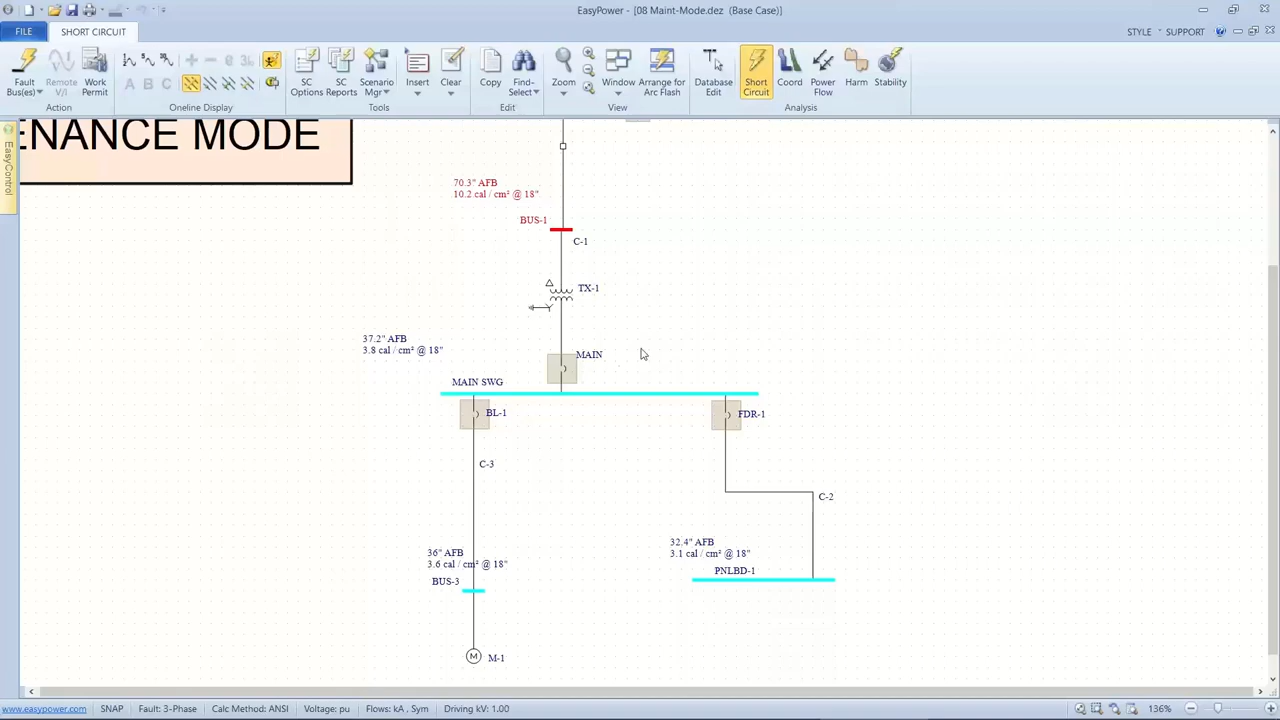 EasyPower - [08 Maint-Mode.dez (Base Case)]
FILE
SHORT CIRCUIT
STYLE
SUPPORT
Fault Bus(es)
Remote V/I
Work Permit
Action
A B C
Oneline Display
SC Options
SC Reports
Scenario Mgr
Tools
Insert
Clear
Copy
Find-Select
Edit
Zoom
Window
Arrange for Arc Flash
View
Database Edit
Short Circuit
Coord
Power Flow
Harm
Stability
Analysis
EasyControl
ENANCE MODE
70.3" AFB
10.2 cal / cm² @ 18"
BUS-1
C-1
TX-1
37.2" AFB
3.8 cal / cm² @ 18"
MAIN
MAIN SWG
BL-1
FDR-1
C-3
C-2
36" AFB
3.6 cal / cm² @ 18"
BUS-3
32.4" AFB
3.1 cal / cm² @ 18"
PNLBD-1
M
M-1
www.easypower.com
SNAP
Fault: 3-Phase
Calc Method: ANSI
Voltage: pu
Flows: kA , Sym
Driving kV: 1.00
136%